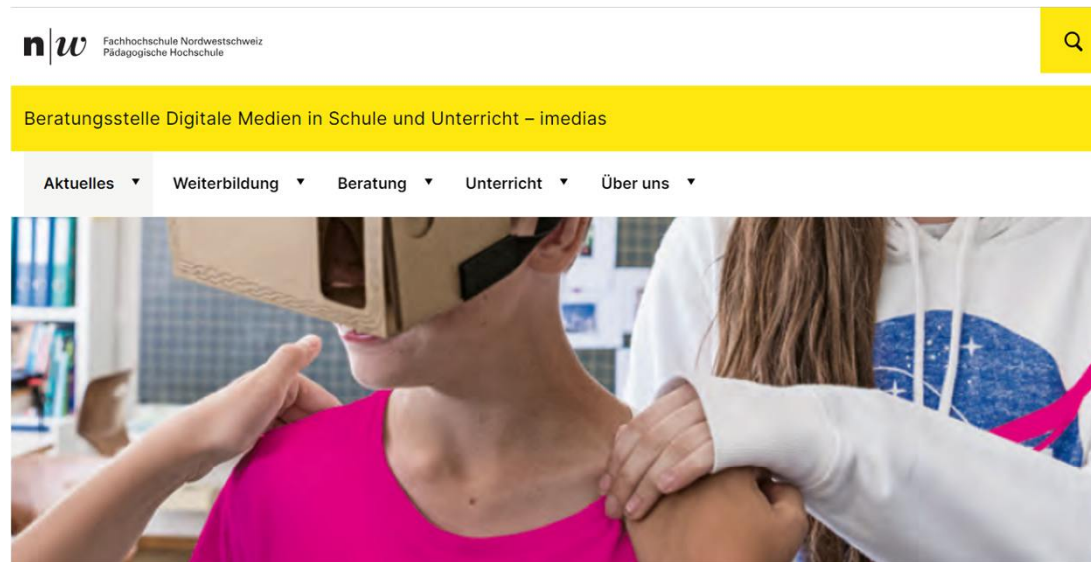 n|w Fachhochschule Nordwestschweiz
Pädagogische Hochschule
Beratungsstelle Digitale Medien in Schule und Unterricht – imedias
Aktuelles ▼ Weiterbildung ▼ Beratung ▼ Unterricht ▼ Über uns ▼